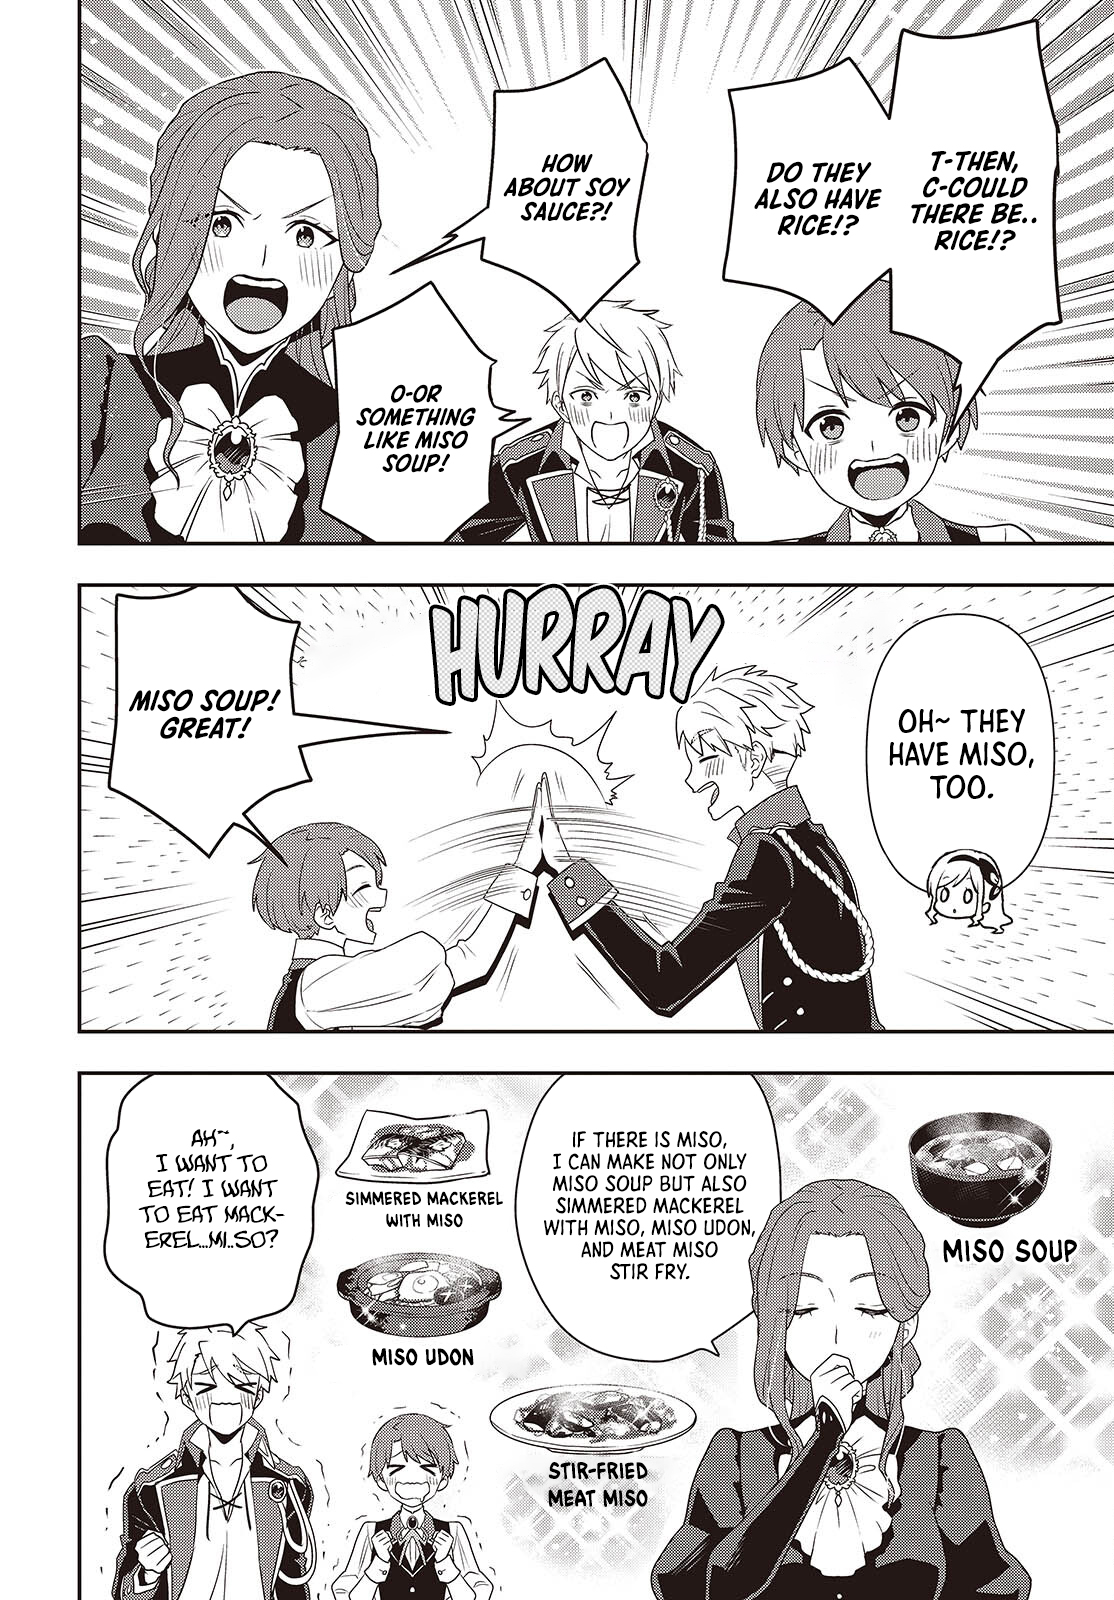 T-THEN,
C-COULD
THERE BE..
RICE!?
DO THEY
ALSO HAVE
RICE!?
HOW
ABOUT SOY
SAUCE?!
O-OR
SOMETHING
LIKE MISO
SOUP!
OH~ THEY
HAVE MISO,
TOO.
HURRAY
MISO SOUP!
GREAT!
MISO SOUP
IF THERE IS MISO,
I CAN MAKE NOT ONLY
MISO SOUP BUT ALSO
SIMMERED MACKEREL
WITH MISO, MISO UDON,
AND MEAT MISO
STIR FRY.
SIMMERED MACKEREL
WITH MISO
MISO UDON
STIR-FRIED
MEAT MISO
AH~,
I WANT TO
EAT! I WANT
TO EAT MACK-
EREL...MI..SO?